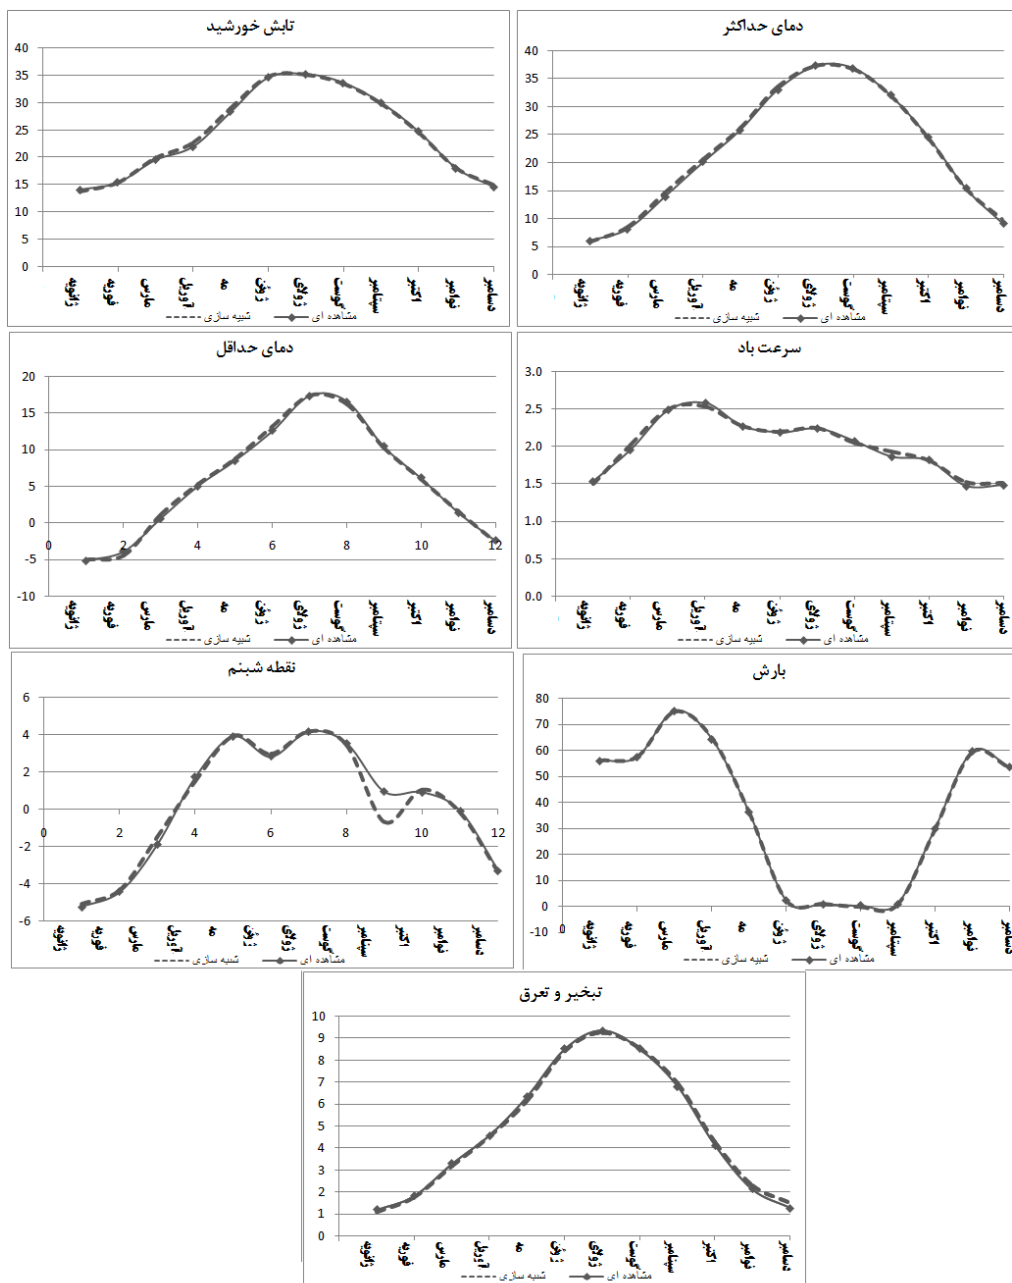 تابش خورشید
40
35
30
25
20
15
10
5
0
ژانویه فوریه مارس آوریل مه ژوئن ژولای گوست سپتامبر اکتبر نوامبر دسامبر
شبیه سازی مشاهده ای
دمای حداکثر
40
35
30
25
20
15
10
5
0
ژانویه فوریه مارس آوریل مه ژوئن ژولای گوست سپتامبر اکتبر نوامبر دسامبر
شبیه سازی مشاهده ای
دمای حداقل
20
15
10
5
0
-5
-10
0 2 4 6 8 10 12
ژانویه فوریه مارس آوریل مه ژوئن ژولای گوست سپتامبر اکتبر نوامبر دسامبر
شبیه سازی مشاهده ای
سرعت باد
3.0
2.5
2.0
1.5
1.0
0.5
0.0
ژانویه فوریه مارس آوریل مه ژوئن ژولای گوست سپتامبر اکتبر نوامبر دسامبر
شبیه سازی مشاهده ای
نقطه شبنم
6
4
2
0
-2
-4
-6
0 2 4 6 8 10 12
ژانویه فوریه مارس آوریل مه ژوئن ژولای گوست سپتامبر اکتبر نوامبر دسامبر
شبیه سازی مشاهده ای
بارش
80
70
60
50
40
30
20
10
0
-10
0
ژانویه فوریه مارس آوریل مه ژوئن ژولای گوست سپتامبر اکتبر نوامبر دسامبر
شبیه سازی مشاهده ای
تبخیر و تعرق
10
9
8
7
6
5
4
3
2
1
0
ژانویه فوریه مارس آوریل مه ژوئن ژولای گوست سپتامبر اکتبر نوامبر دسامبر
شبیه سازی مشاهده ای